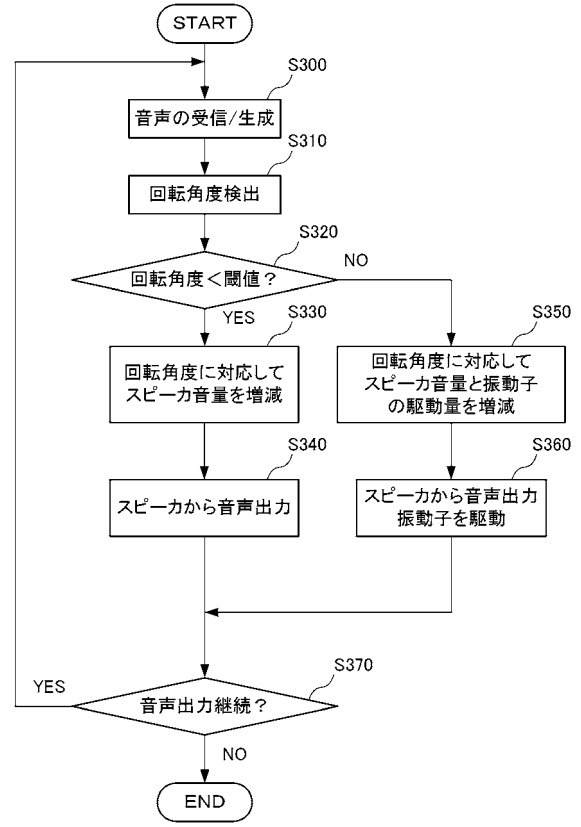 START
S300
音声の受信/生成
S310
回転角度検出
S320
回転角度＜閾値？
NO
YES
S330
回転角度に対応して
スピーカ音量を増減
S350
回転角度に対応して
スピーカ音量と振動子
の駆動量を増減
S340
スピーカから音声出力
S360
スピーカから音声出力
振動子を駆動
S370
YES
音声出力継続？
NO
END